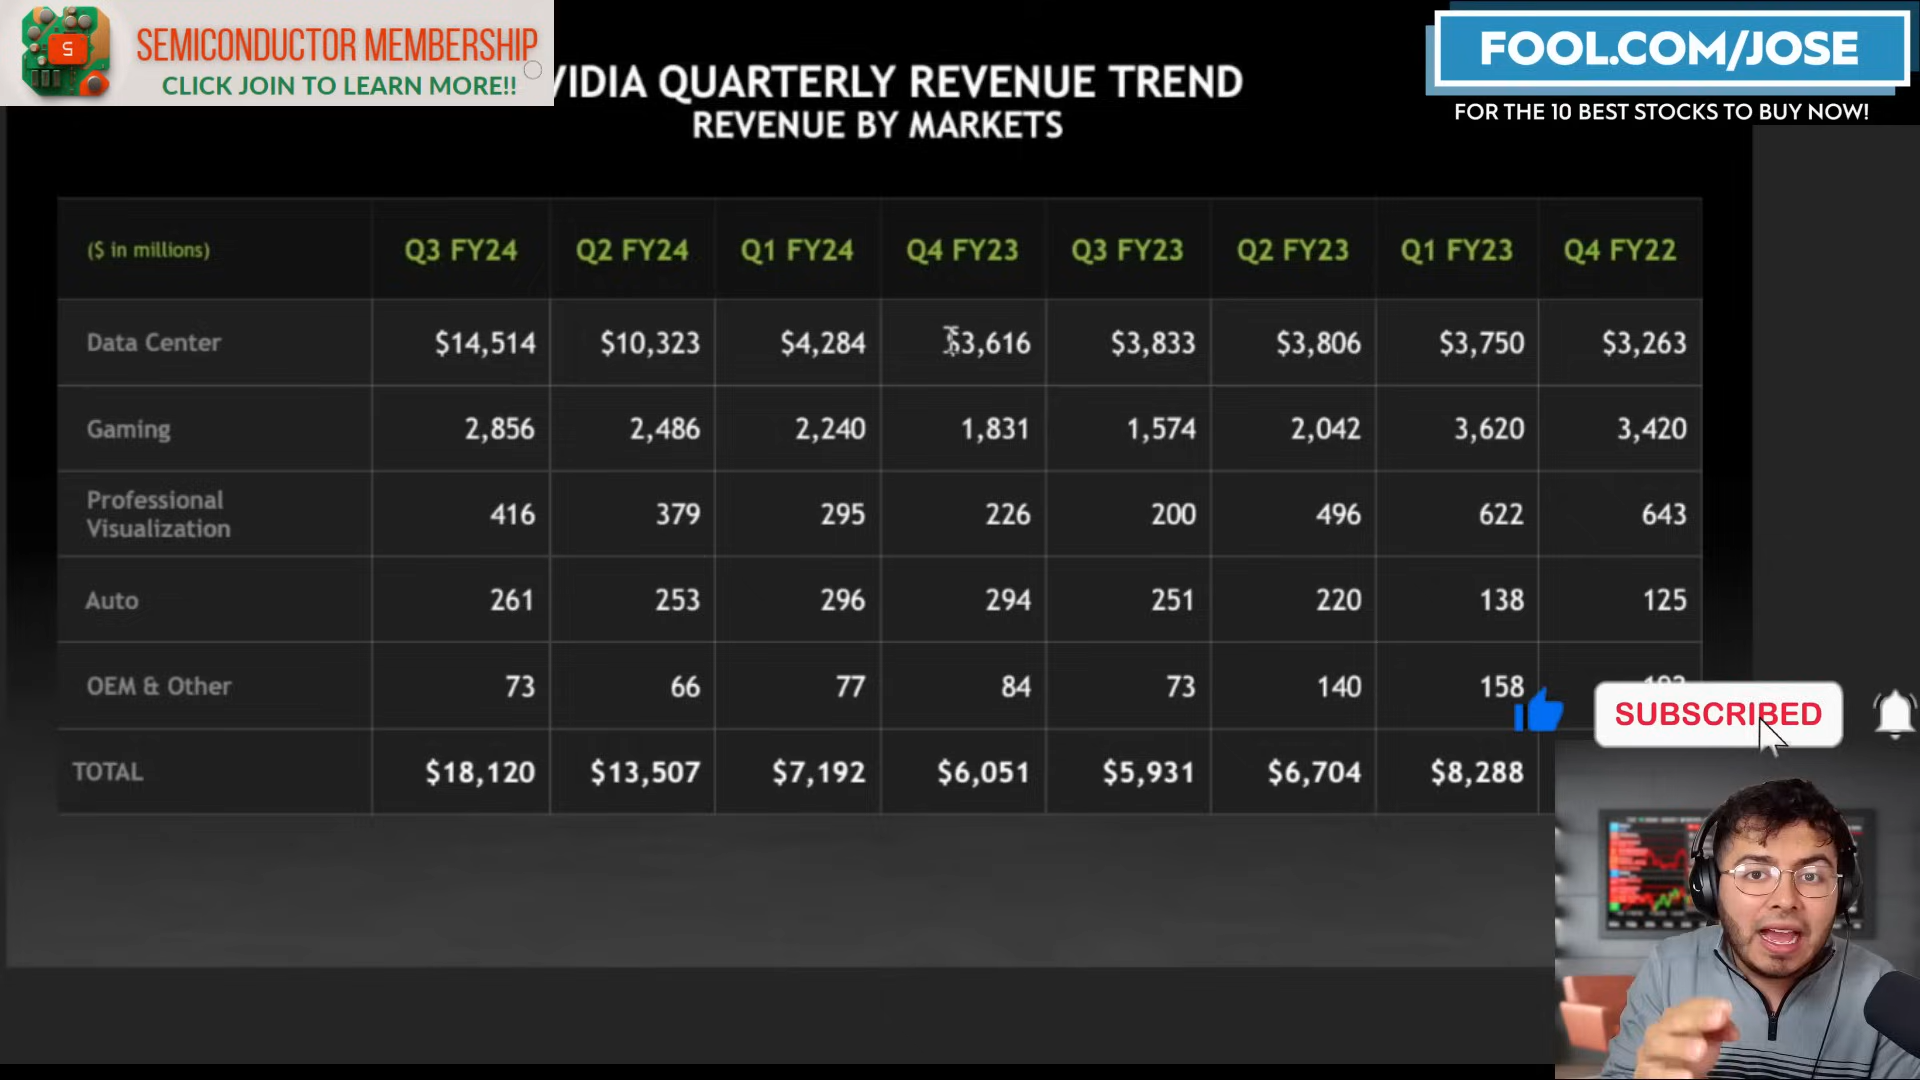 SEMICONDUCTOR MEMBERSHIP
CLICK JOIN TO LEARN MORE!!
FOOL.COM/JOSE
FOR THE 10 BEST STOCKS TO BUY NOW!
VIDIA QUARTERLY REVENUE TREND
REVENUE BY MARKETS
($ in millions) Q3 FY24 Q2 FY24 Q1 FY24 Q4 FY23 Q3 FY23 Q2 FY23 Q1 FY23 Q4 FY22
Data Center $14,514 $10,323 $4,284 $3,616 $3,833 $3,806 $3,750 $3,263
Gaming 2,856 2,486 2,240 1,831 1,574 2,042 3,620 3,420
Professional
Visualization 416 379 295 226 200 496 622 643
Auto 261 253 296 294 251 220 138 125
OEM & Other 73 66 77 84 73 140 158
TOTAL $18,120 $13,507 $7,192 $6,051 $5,931 $6,704 $8,288
SUBSCRIBED